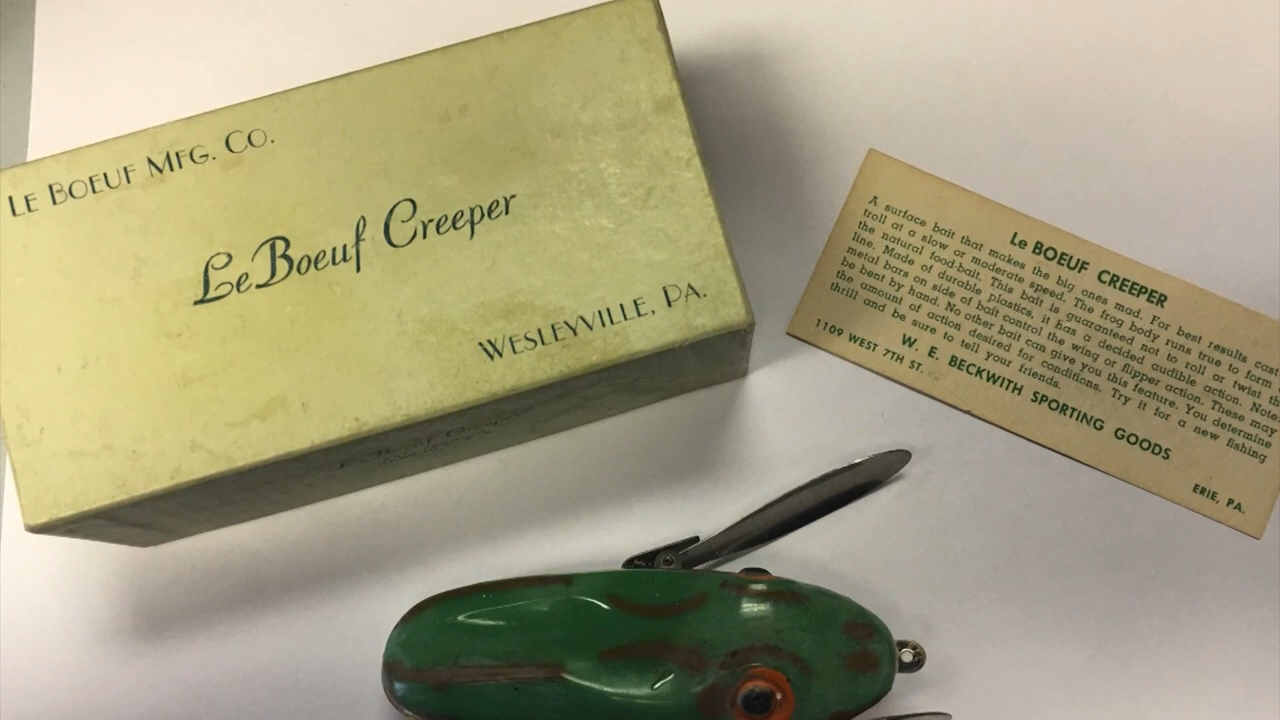 LE BOEUF MFG. CO.
LeBoeuf Creeper
WESLEYVILLE, PA.
LeBoeuf Creeper
Le BOEUF CREEPER
A surface bait that makes the big ones mad. For best results cast
troll at a slow or moderate speed. The frog body runs true to form
the natural food-bait. This bait is guaranteed not to roll or twist th
line. Made of durable plastics, it has a decided audible action. Note:
metal bars on side of bait control the wing or flipper action. These may
be bent by hand. No other bait can give you this feature. You determine
the amount of action desired for conditions. Try it for a new fishing
thrill and be sure to tell your friends.
W. E. BECKWITH SPORTING GOODS
1109 WEST 7TH ST.
ERIE, PA.